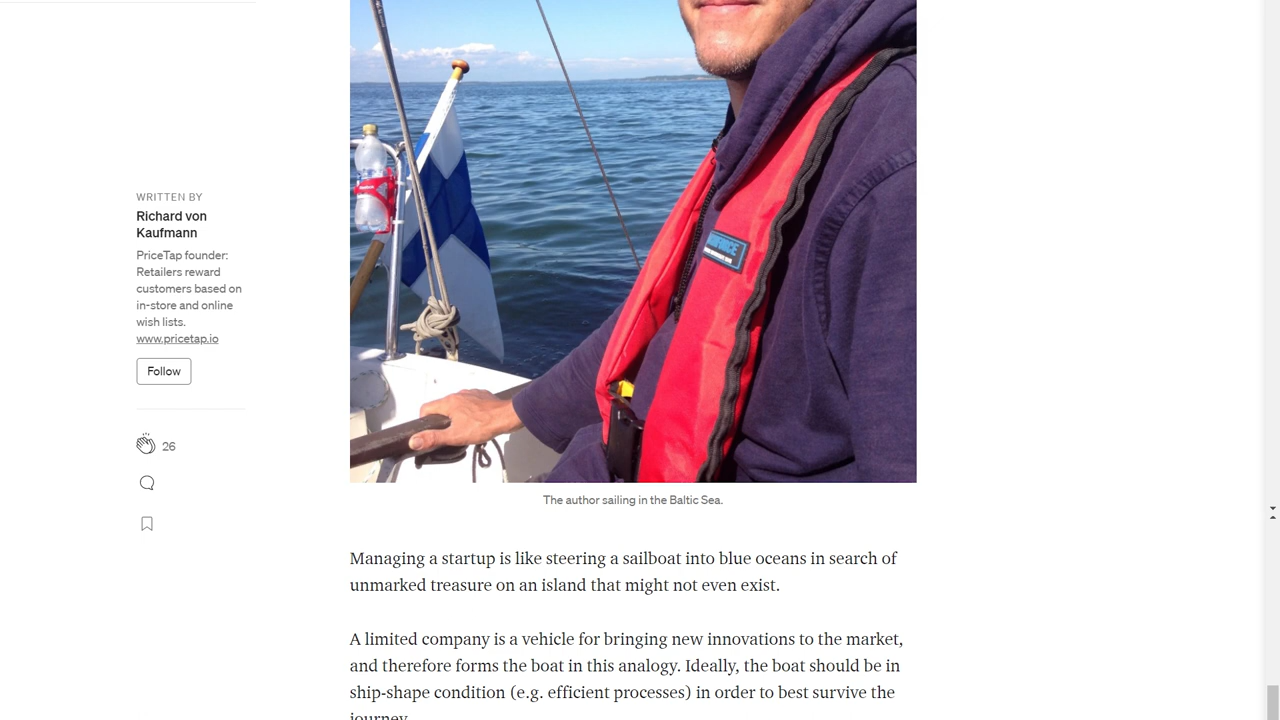 WRITTEN BY
Richard von
Kaufmann
PriceTap founder:
Retailers reward
customers based on
in-store and online
wish lists.
www.pricetap.io
Follow
26
The author sailing in the Baltic Sea.
Managing a startup is like steering a sailboat into blue oceans in search of
unmarked treasure on an island that might not even exist.
A limited company is a vehicle for bringing new innovations to the market,
and therefore forms the boat in this analogy. Ideally, the boat should be in
ship-shape condition (e.g. efficient processes) in order to best survive the
journey.